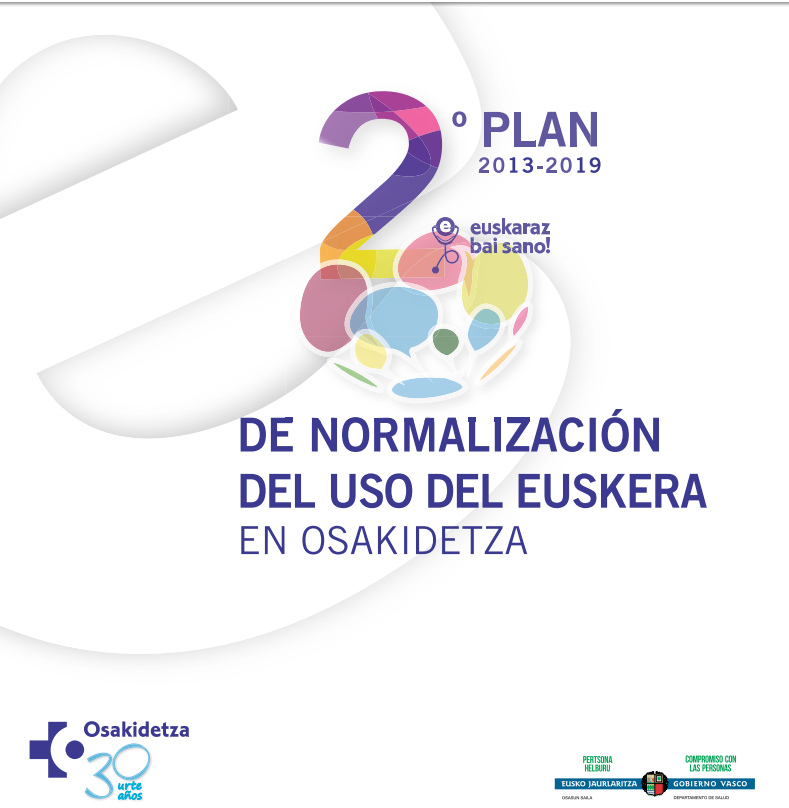 2º PLAN
2013-2019
e euskaraz
bai sano!
DE NORMALIZACIÓN
DEL USO DEL EUSKERA
EN OSAKIDETZA
Osakidetza
30
urte
años
PERTSONA
HELBURU
COMPROMISO CON
LAS PERSONAS
EUSKO JAURLARITZA
GOBIERNO VASCO
OSASUN SAILA
DEPARTAMENTO DE SALUD